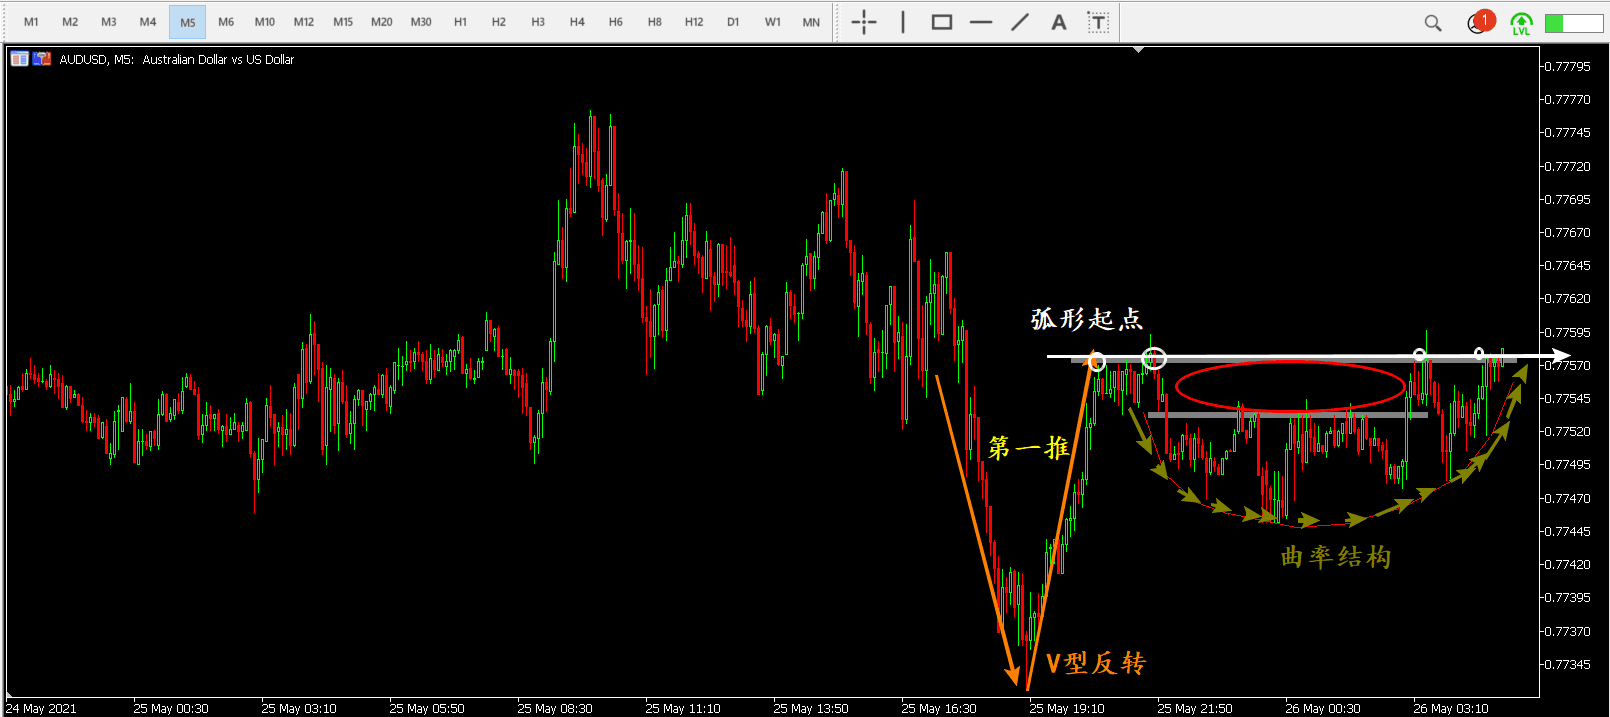 M1 M2 M3 M4 M5 M6 M10 M12 M15 M20 M30 H1 H2 H3 H4 H6 H8 H12 D1 W1 MN A T 1 LVL
AUDUSD, M5: Australian Dollar vs US Dollar
0.77795
0.77770
0.77745
0.77720
0.77695
0.77670
0.77645
0.77620
弧形起点
0.77595
0.77570
0.77545
0.77520
第一推
0.77495
0.77470
0.77445
曲率结构
0.77420
0.77395
0.77370
V型反转
0.77345
24 May 2021 25 May 00:30 25 May 03:10 25 May 05:50 25 May 08:30 25 May 11:10 25 May 13:50 25 May 16:30 25 May 19:10 25 May 21:50 26 May 00:30 26 May 03:10